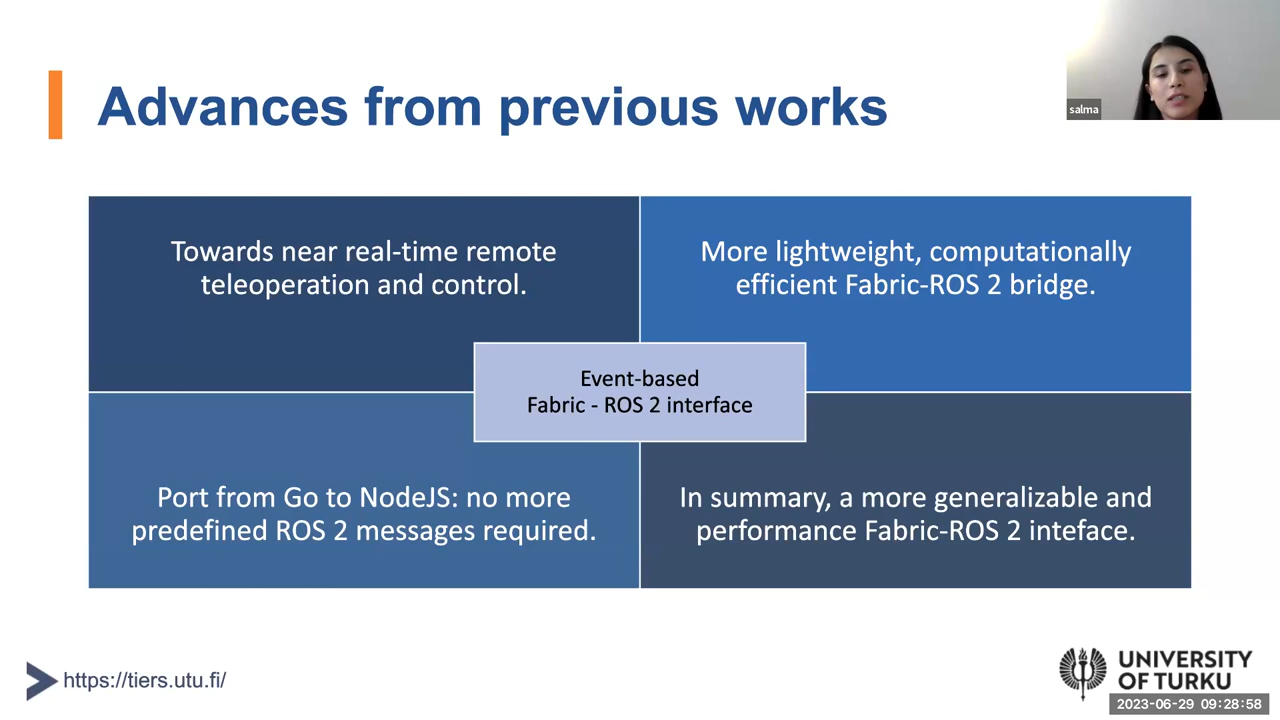 salma
Advances from previous works
Towards near real-time remote
teleoperation and control.
More lightweight, computationally
efficient Fabric-ROS 2 bridge.
Event-based
Fabric - ROS 2 interface
Port from Go to NodeJS: no more
predefined ROS 2 messages required.
In summary, a more generalizable and
performance Fabric-ROS 2 inteface.
https://tiers.utu.fi/
UNIVERSITY
OF TURKU
2023-06-29 09:28:58